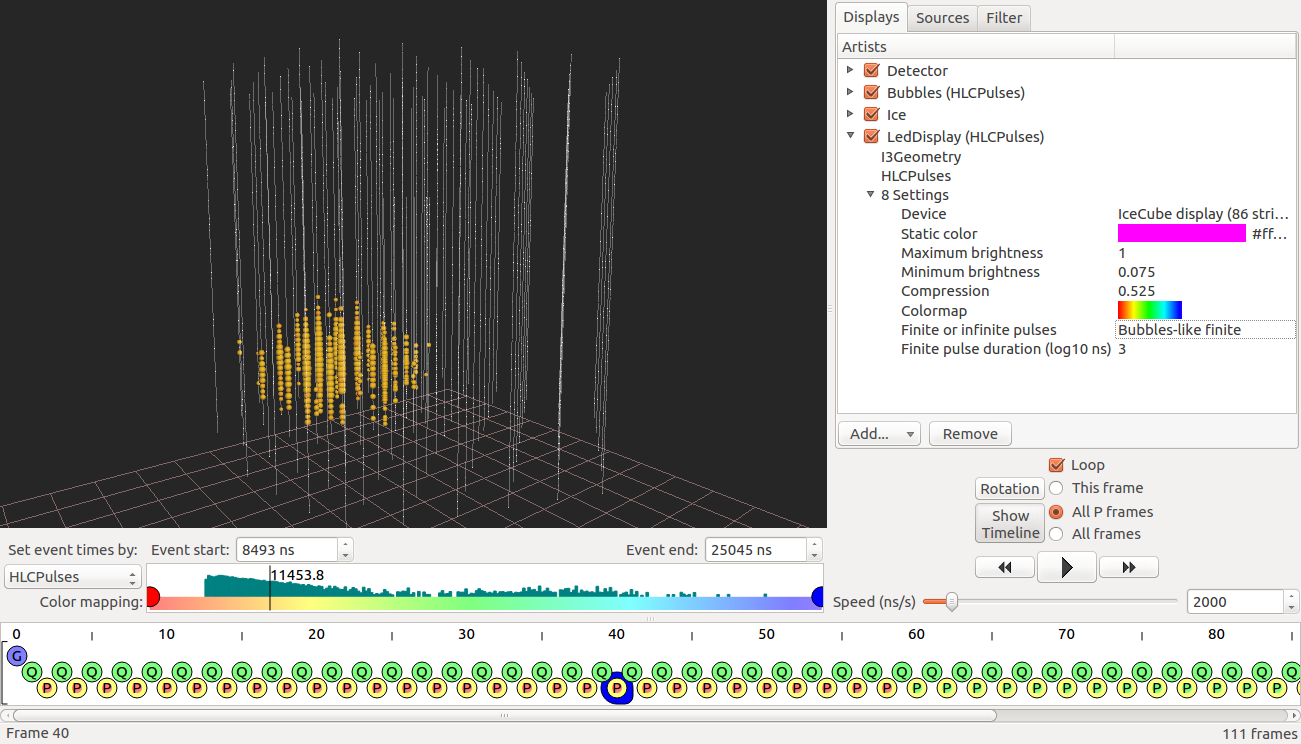 Displays Sources Filter
Artists
Detector
Bubbles (HLCPulses)
Ice
LedDisplay (HLCPulses)
I3Geometry
HLCPulses
8 Settings
Device IceCube display (86 stri...
Static color #ff...
Maximum brightness 1
Minimum brightness 0.075
Compression 0.525
Colormap
Finite or infinite pulses Bubbles-like finite
Finite pulse duration (log10 ns) 3
Add... Remove
Loop
Rotation This frame
Show Timeline All P frames
All frames
Set event times by: Event start: 8493 ns Event end: 25045 ns
HLCPulses 11453.8
Color mapping: Speed (ns/s) 2000
0 10 20 30 40 50 60 70 80
G
Q Q Q Q Q Q Q Q Q Q Q Q Q Q Q Q Q Q Q Q Q Q Q Q Q Q Q Q Q Q Q Q Q Q Q Q Q Q Q Q Q Q Q
P P P P P P P P P P P P P P P P P P P P P P P P P P P P P P P P P P P P P P P P P P
Frame 40 111 frames